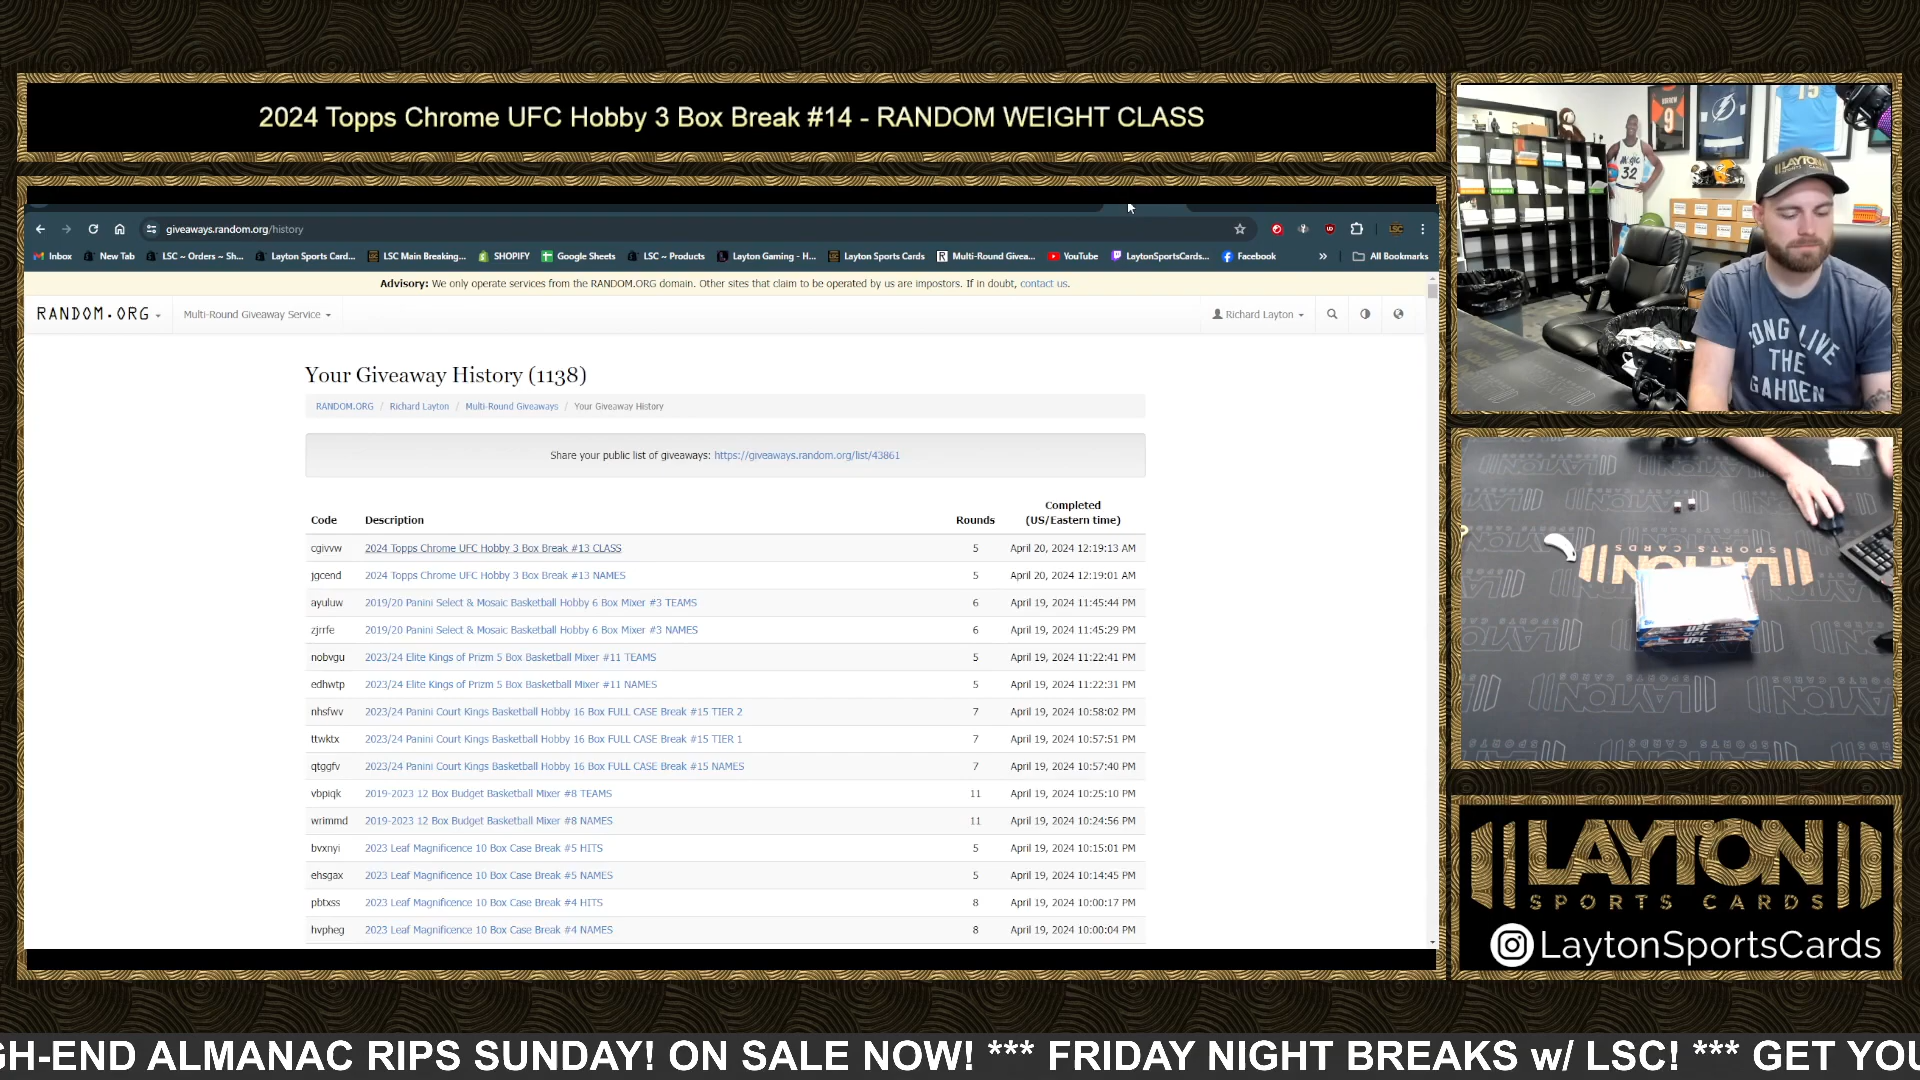 2024 Topps Chrome UFC Hobby 3 Box Break #14 - RANDOM WEIGHT CLASS
giveaways.random.org/history
Inbox New Tab LSC ~ Orders ~ Sh... Layton Sports Card... LSC Main Breaking... SHOPIFY Google Sheets LSC ~ Products Layton Gaming - H... Layton Sports Cards Multi-Round Givea... YouTube LaytonSportsCards... Facebook » All Bookmarks
Advisory: We only operate services from the RANDOM.ORG domain. Other sites that claim to be operated by us are impostors. If in doubt, contact us.
RANDOM.ORG Multi-Round Giveaway Service Richard Layton
Your Giveaway History (1138)
RANDOM.ORG / Richard Layton / Multi-Round Giveaways / Your Giveaway History
Share your public list of giveaways: https://giveaways.random.org/list/43861
Code Description Rounds Completed (US/Eastern time)
cgivvw 2024 Topps Chrome UFC Hobby 3 Box Break #13 CLASS 5 April 20, 2024 12:19:13 AM
jgcend 2024 Topps Chrome UFC Hobby 3 Box Break #13 NAMES 5 April 20, 2024 12:19:01 AM
ayuluw 2019/20 Panini Select & Mosaic Basketball Hobby 6 Box Mixer #3 TEAMS 6 April 19, 2024 11:45:44 PM
zjrrfe 2019/20 Panini Select & Mosaic Basketball Hobby 6 Box Mixer #3 NAMES 6 April 19, 2024 11:45:29 PM
nobvgu 2023/24 Elite Kings of Prizm 5 Box Basketball Mixer #11 TEAMS 5 April 19, 2024 11:22:41 PM
edhwtp 2023/24 Elite Kings of Prizm 5 Box Basketball Mixer #11 NAMES 5 April 19, 2024 11:22:31 PM
nhsfwv 2023/24 Panini Court Kings Basketball Hobby 16 Box FULL CASE Break #15 TIER 2 7 April 19, 2024 10:58:02 PM
ttwktx 2023/24 Panini Court Kings Basketball Hobby 16 Box FULL CASE Break #15 TIER 1 7 April 19, 2024 10:57:51 PM
qtggfv 2023/24 Panini Court Kings Basketball Hobby 16 Box FULL CASE Break #15 NAMES 7 April 19, 2024 10:57:40 PM
vbpiqk 2019-2023 12 Box Budget Basketball Mixer #8 TEAMS 11 April 19, 2024 10:25:10 PM
wrimmd 2019-2023 12 Box Budget Basketball Mixer #8 NAMES 11 April 19, 2024 10:24:56 PM
bvxnyi 2023 Leaf Magnificence 10 Box Case Break #5 HITS 5 April 19, 2024 10:15:01 PM
ehsgax 2023 Leaf Magnificence 10 Box Case Break #5 NAMES 5 April 19, 2024 10:14:45 PM
pbtxss 2023 Leaf Magnificence 10 Box Case Break #4 HITS 8 April 19, 2024 10:00:17 PM
hvpheg 2023 Leaf Magnificence 10 Box Case Break #4 NAMES 8 April 19, 2024 10:00:04 PM
9
15
Magic
32
LAYTON
LONG LIVE
THE
GAHDEN
LAYTON
SPORTS CARDS
UFC
LAYTON
SPORTS CARDS
LaytonSportsCards
GH-END ALMANAC RIPS SUNDAY! ON SALE NOW! *** FRIDAY NIGHT BREAKS w/ LSC! *** GET YOU